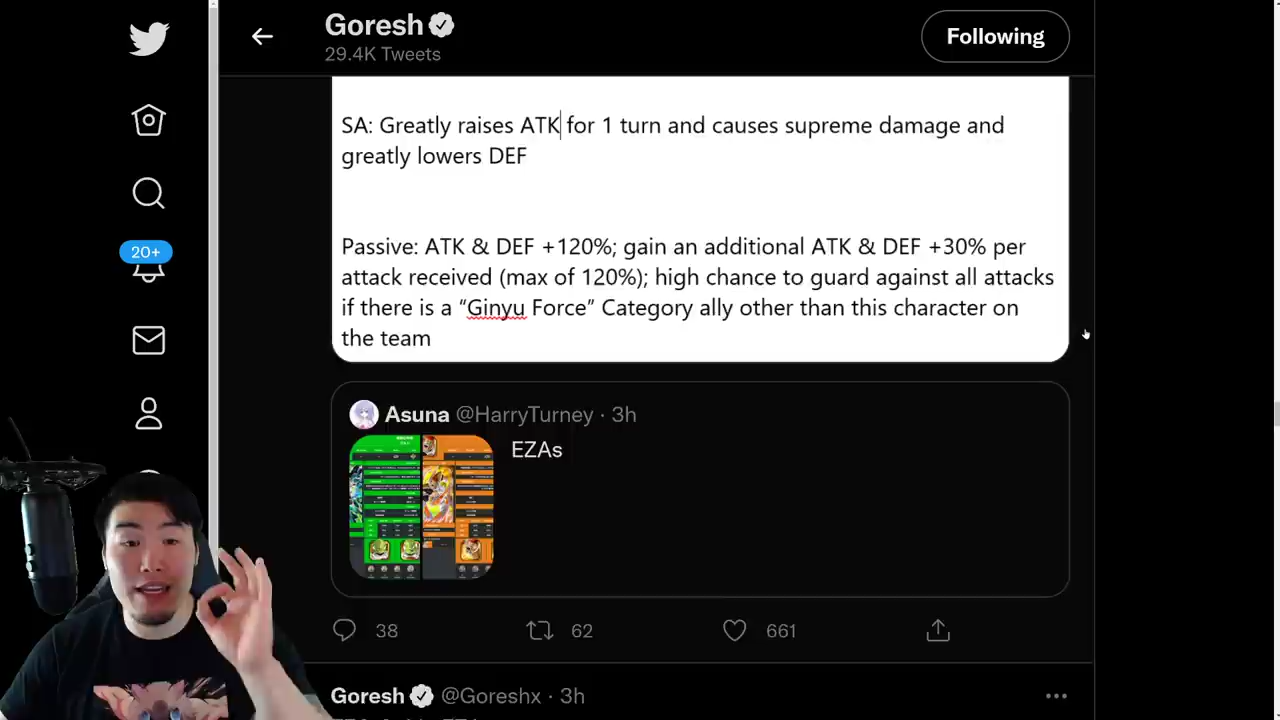 Goresh
29.4K Tweets
Following
SA: Greatly raises ATK for 1 turn and causes supreme damage and
greatly lowers DEF
20+
Passive: ATK & DEF +120%; gain an additional ATK & DEF +30% per
attack received (max of 120%); high chance to guard against all attacks
if there is a “Ginyu Force” Category ally other than this character on
the team
Asuna @HarryTurney · 3h
EZAs
38
62
661
Goresh @Goreshx · 3h